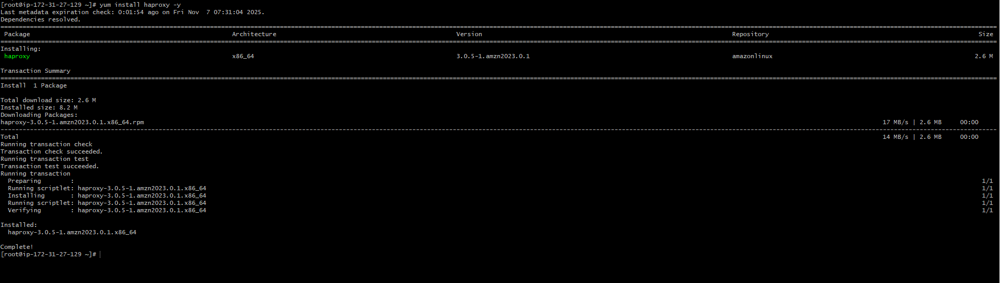 [root@ip-172-31-27-129 ~]# yum install haproxy -y
Last metadata expiration check: 0:01:54 ago on Fri Nov  7 07:31:04 2025.
Dependencies resolved.
Package Architecture Version Repository Size
Installing:
haproxy x86_64 3.0.5-1.amzn2023.0.1 amazonlinux 2.6 M
Transaction Summary
Install  1 Package
Total download size: 2.6 M
Installed size: 8.2 M
Downloading Packages:
haproxy-3.0.5-1.amzn2023.0.1.x86_64.rpm 17 MB/s | 2.6 MB     00:00
Total 14 MB/s | 2.6 MB     00:00
Running transaction check
Transaction check succeeded.
Running transaction test
Transaction test succeeded.
Running transaction
  Preparing        : 1/1
  Running scriptlet: haproxy-3.0.5-1.amzn2023.0.1.x86_64 1/1
  Installing       : haproxy-3.0.5-1.amzn2023.0.1.x86_64 1/1
  Running scriptlet: haproxy-3.0.5-1.amzn2023.0.1.x86_64 1/1
  Verifying        : haproxy-3.0.5-1.amzn2023.0.1.x86_64 1/1
Installed:
  haproxy-3.0.5-1.amzn2023.0.1.x86_64
Complete!
[root@ip-172-31-27-129 ~]#